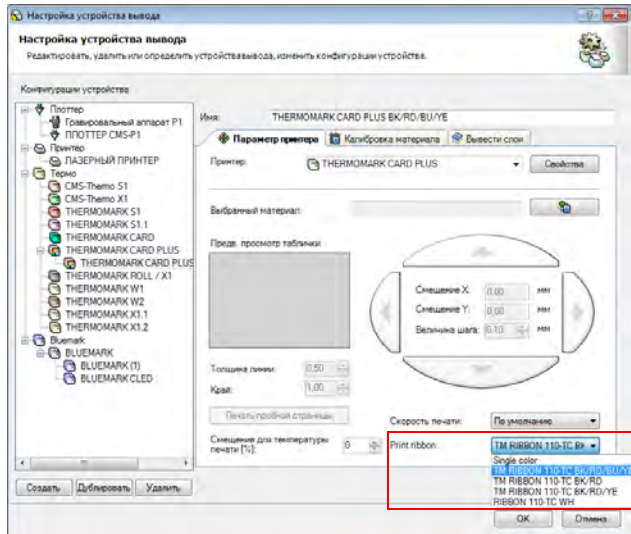 Настройка устройства вывода
Настройка устройства вывода
Редактировать, удалить или определить устройства вывода, изменить конфигурации устройства.
Конфигурации устройства
Плоттер
Гравировальный аппарат P1
ПЛОТТЕР CMS-P1
Принтер
ЛАЗЕРНЫЙ ПРИНТЕР
Термо
CMS-Thermo S1
CMS-Thermo X1
THERMOMARK S1
THERMOMARK S1.1
THERMOMARK CARD
THERMOMARK CARD PLUS
THERMOMARK CARD PLUS
THERMOMARK ROLL / X1
THERMOMARK W1
THERMOMARK W2
THERMOMARK X1.1
THERMOMARK X1.2
Bluemark
BLUEMARK
BLUEMARK (1)
BLUEMARK CLED
Создать Дублировать Удалить
Имя: THERMOMARK CARD PLUS BK/RD/BU/YE
Параметр принтера Калибровка материала Вывести слои
Принтер: THERMOMARK CARD PLUS Свойства
Выбранный материал:
Предв. просмотр таблички
Смещение X: 0,00 мм
Смещение Y: 0,00 мм
Величина шага: 0,10 мм
Толщина линии: 0,50
Край: 1,00
Печать пробной страницы
Скорость печати: По умолчанию
Смещение для температуры
печати [%]: 0
Print ribbon: TM RIBBON 110-TC BK
Single color
TM RIBBON 110-TC BK/RD/BU/YE
TM RIBBON 110-TC BK/RD
TM RIBBON 110-TC BK/RD/YE
RIBBON 110-TC WH
OK Отмена